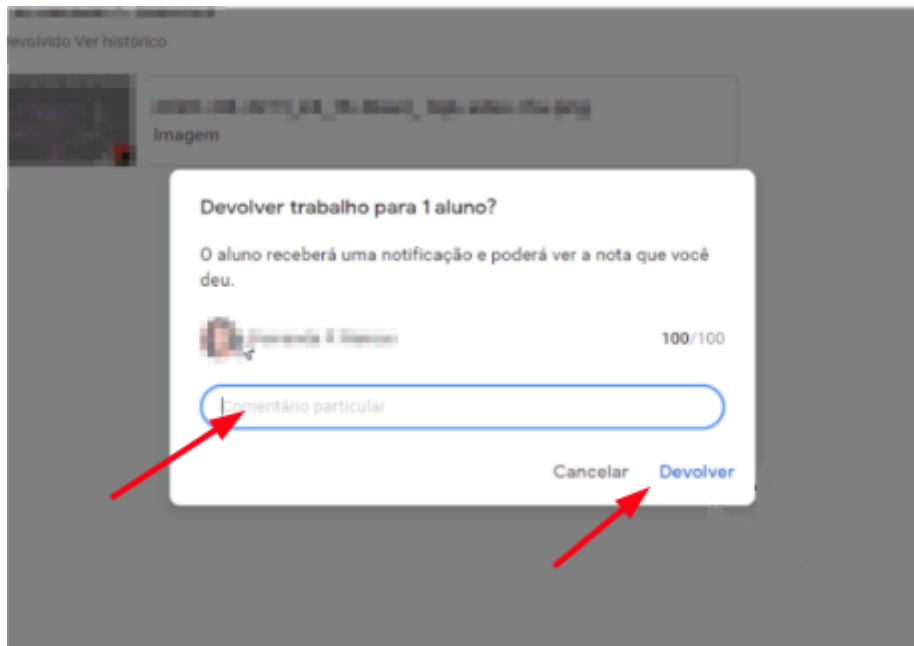 Devolvido Ver histórico
Imagem
Devolver trabalho para 1 aluno?
O aluno receberá uma notificação e poderá ver a nota que você
deu.
100/100
Comentário particular
Cancelar Devolver